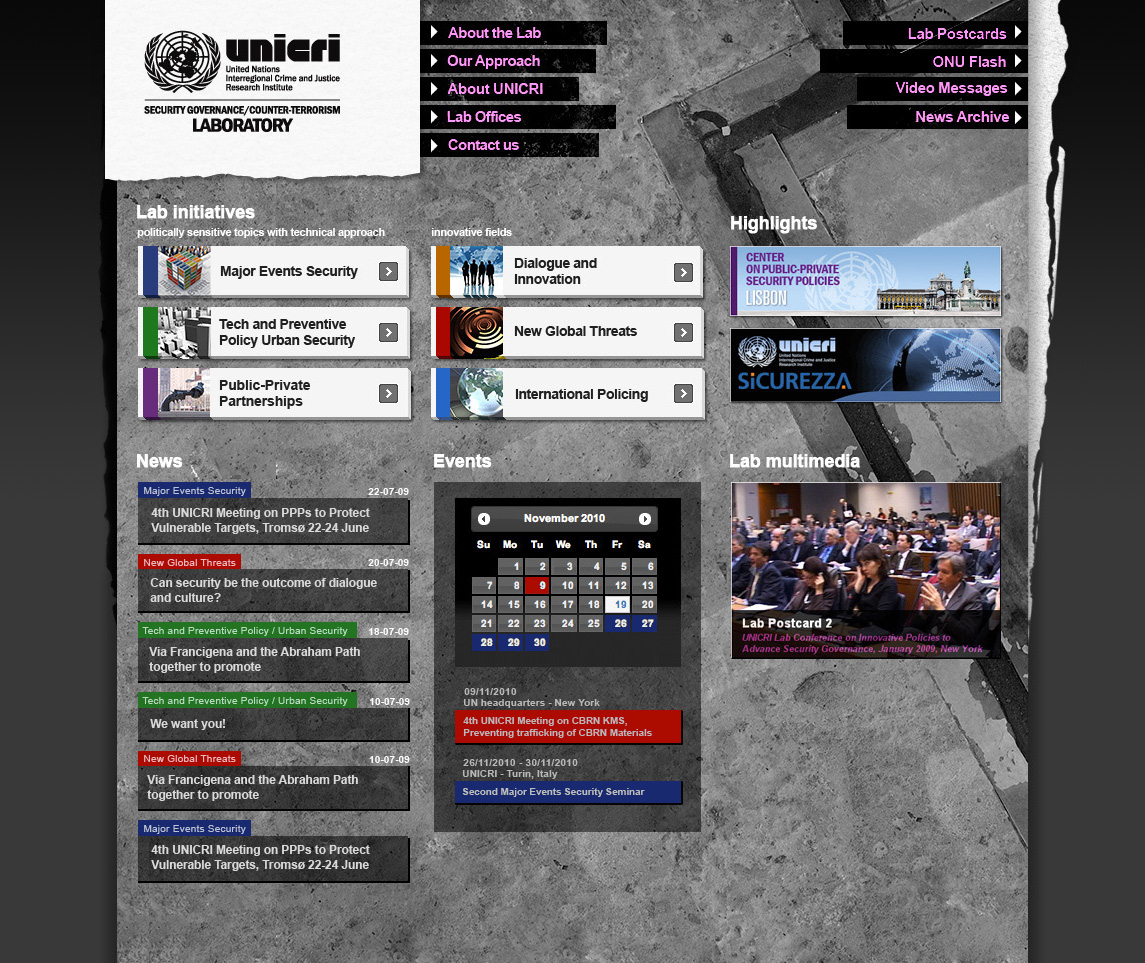 unicri
United Nations
Interregional Crime and Justice
Research Institute
SECURITY GOVERNANCE/COUNTER-TERRORISM
LABORATORY
About the Lab
Our Approach
About UNICRI
Lab Offices
Contact us
Lab Postcards
ONU Flash
Video Messages
News Archive
Lab initiatives
politically sensitive topics with technical approach
Major Events Security
Tech and Preventive
Policy Urban Security
Public-Private
Partnerships
innovative fields
Dialogue and
Innovation
New Global Threats
International Policing
Highlights
CENTER
ON PUBLIC-PRIVATE
SECURITY POLICIES
LISBON
unicri
United Nations
Interregional Crime and Justice
Research Institute
SiCUREZZA
News
Major Events Security
22-07-09
4th UNICRI Meeting on PPPs to Protect
Vulnerable Targets, Tromsø 22-24 June
New Global Threats
20-07-09
Can security be the outcome of dialogue
and culture?
Tech and Preventive Policy / Urban Security
18-07-09
Via Francigena and the Abraham Path
together to promote
Tech and Preventive Policy / Urban Security
10-07-09
We want you!
New Global Threats
10-07-09
Via Francigena and the Abraham Path
together to promote
Major Events Security
4th UNICRI Meeting on PPPs to Protect
Vulnerable Targets, Tromsø 22-24 June
Events
November 2010
Su Mo Tu We Th Fr Sa
1 2 3 4 5 6
7 8 9 10 11 12 13
14 15 16 17 18 19 20
21 22 23 24 25 26 27
28 29 30
09/11/2010
UN headquarters - New York
4th UNICRI Meeting on CBRN KMS,
Preventing trafficking of CBRN Materials
26/11/2010 - 30/11/2010
UNICRI - Turin, Italy
Second Major Events Security Seminar
Lab multimedia
Lab Postcard 2
UNICRI Lab Conference on Innovative Policies to
Advance Security Governance, January 2009, New York